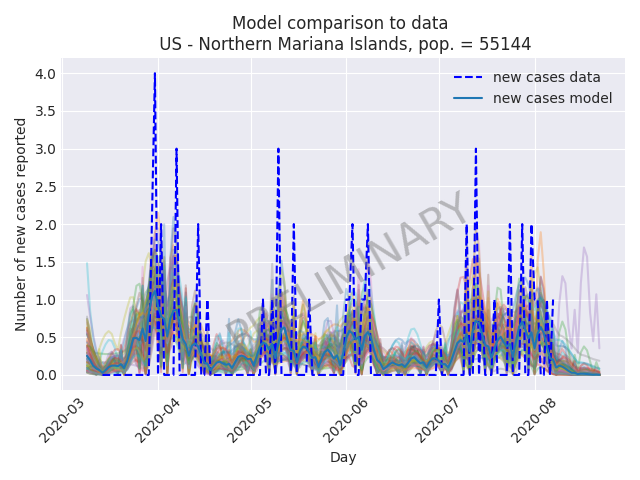 Model comparison to data
US - Northern Mariana Islands, pop. = 55144
new cases data
new cases model
Number of new cases reported
4.0
3.5
3.0
2.5
2.0
1.5
1.0
0.5
0.0
PRELIMINARY
2020-03
2020-04
2020-05
2020-06
2020-07
2020-08
Day